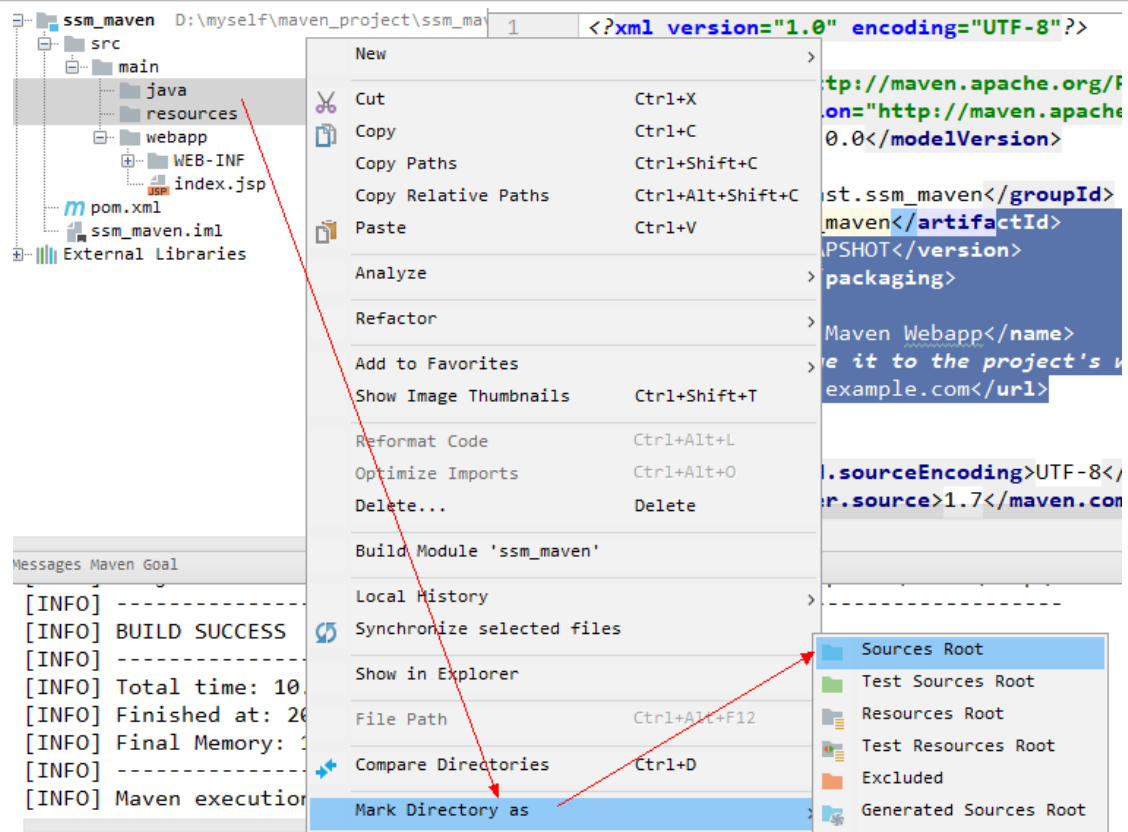 ssm_maven D:\myself\maven_project\ssm_mav
src
main
java
resources
webapp
WEB-INF
index.jsp
JSP
pom.xml
ssm_maven.iml
External Libraries
1
<?xml version="1.0" encoding="UTF-8"?>
tp://maven.apache.org/P
on="http://maven.apache
0.0</modelVersion>
st.ssm_maven</groupId>
maven</artifactId>
APSHOT</version>
packaging>
Maven Webapp</name>
e it to the project's w
example.com</url>
d.sourceEncoding>UTF-8</
er.source>1.7</maven.com
New
Cut Ctrl+X
Copy Ctrl+C
Copy Paths Ctrl+Shift+C
Copy Relative Paths Ctrl+Alt+Shift+C
Paste Ctrl+V
Analyze
Refactor
Add to Favorites
Show Image Thumbnails Ctrl+Shift+T
Reformat Code Ctrl+Alt+L
Optimize Imports Ctrl+Alt+O
Delete... Delete
Build Module 'ssm_maven'
Local History
Synchronize selected files
Show in Explorer
File Path Ctrl+Alt+F12
Compare Directories Ctrl+D
Mark Directory as
Sources Root
Test Sources Root
Resources Root
Test Resources Root
Excluded
Generated Sources Root
Messages Maven Goal
[INFO] ---------------
[INFO] BUILD SUCCESS
[INFO] ---------------
[INFO] Total time: 10.
[INFO] Finished at: 20
[INFO] Final Memory: 1
[INFO] ---------------
[INFO] Maven execution